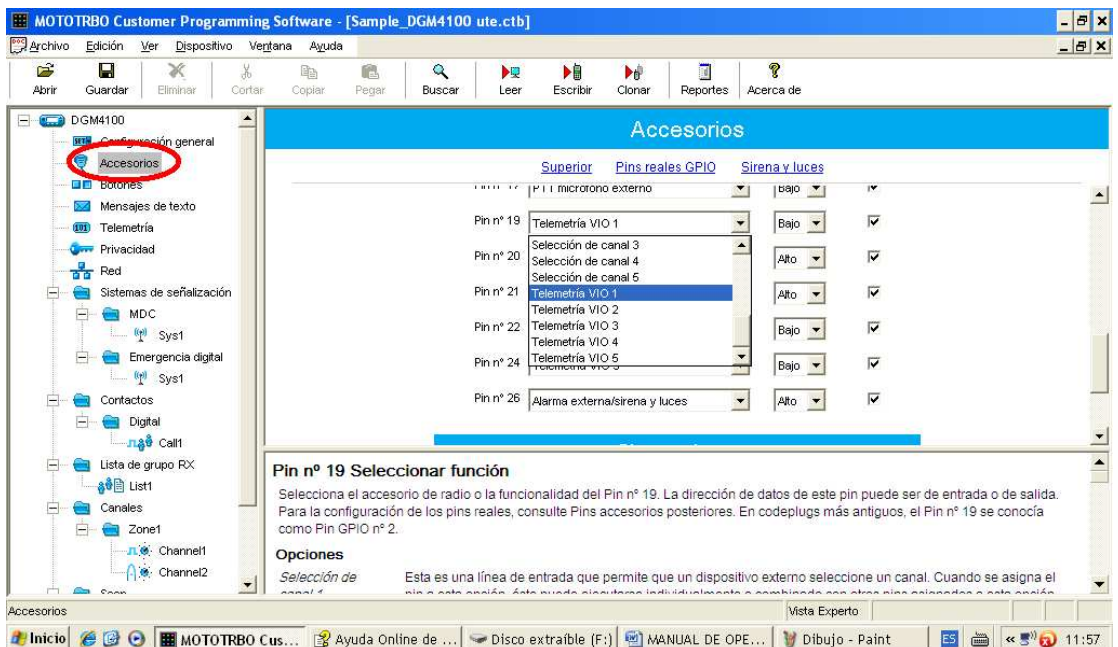 MOTOTRBO Customer Programming Software - [Sample_DGM4100 ute.ctb]
Archivo Edición Ver Dispositivo Ventana Ayuda
Abrir Guardar Eliminar Cortar Copiar Pegar Buscar Leer Escribir Clonar Reportes Acerca de
DGM4100
Configuración general
Accesorios
Botones
Mensajes de texto
Telemetría
Privacidad
Red
Sistemas de señalización
MDC
Sys1
Emergencia digital
Sys1
Contactos
Digital
Call1
Lista de grupo RX
List1
Canales
Zone1
Channel1
Channel2
Scan
Accesorios
Superior Pins reales GPIO Sirena y luces
Pin nº 17 PTT micrófono externo Bajo
Pin nº 19 Telemetría VIO 1 Bajo
Selección de canal 3
Pin nº 20 Selección de canal 4 Alto
Selección de canal 5
Pin nº 21 Telemetría VIO 1 Alto
Telemetría VIO 2
Pin nº 22 Telemetría VIO 3 Bajo
Telemetría VIO 4
Pin nº 24 Telemetría VIO 5 Bajo
Pin nº 26 Alarma externa/sirena y luces Alto
Pin nº 19 Seleccionar función
Selecciona el accesorio de radio o la funcionalidad del Pin nº 19. La dirección de datos de este pin puede ser de entrada o de salida.
Para la configuración de los pins reales, consulte Pins accesorios posteriores. En codeplugs más antiguos, el Pin nº 19 se conocía
como Pin GPIO nº 2.
Opciones
Selección de Esta es una línea de entrada que permite que un dispositivo externo seleccione un canal. Cuando se asigna el
canal 1
Accesorios Vista Experto
Inicio MOTOTRBO Cus... Ayuda Online de ... Disco extraíble (F:) MANUAL DE OPE... Dibujo - Paint ES « 11:57